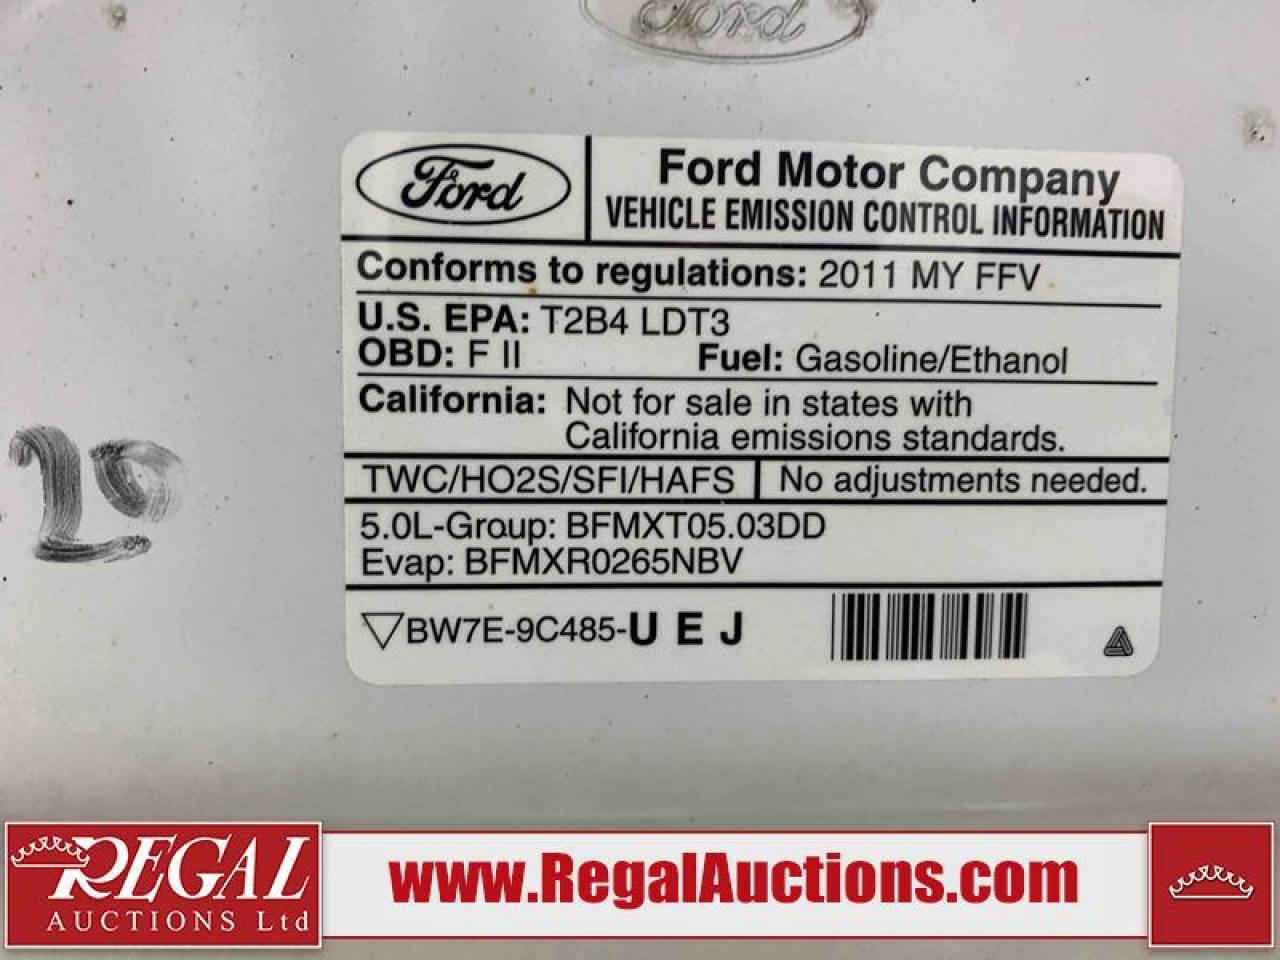 Ford
Ford
Ford Motor Company
VEHICLE EMISSION CONTROL INFORMATION
Conforms to regulations: 2011 MY FFV
U.S. EPA: T2B4 LDT3
OBD: F II Fuel: Gasoline/Ethanol
California: Not for sale in states with
California emissions standards.
TWC/HO2S/SFI/HAFS No adjustments needed.
5.0L-Group: BFMXT05.03DD
Evap: BFMXR0265NBV
BW7E-9C485-U E J
20
REGAL
AUCTIONS Ltd
www.RegalAuctions.com